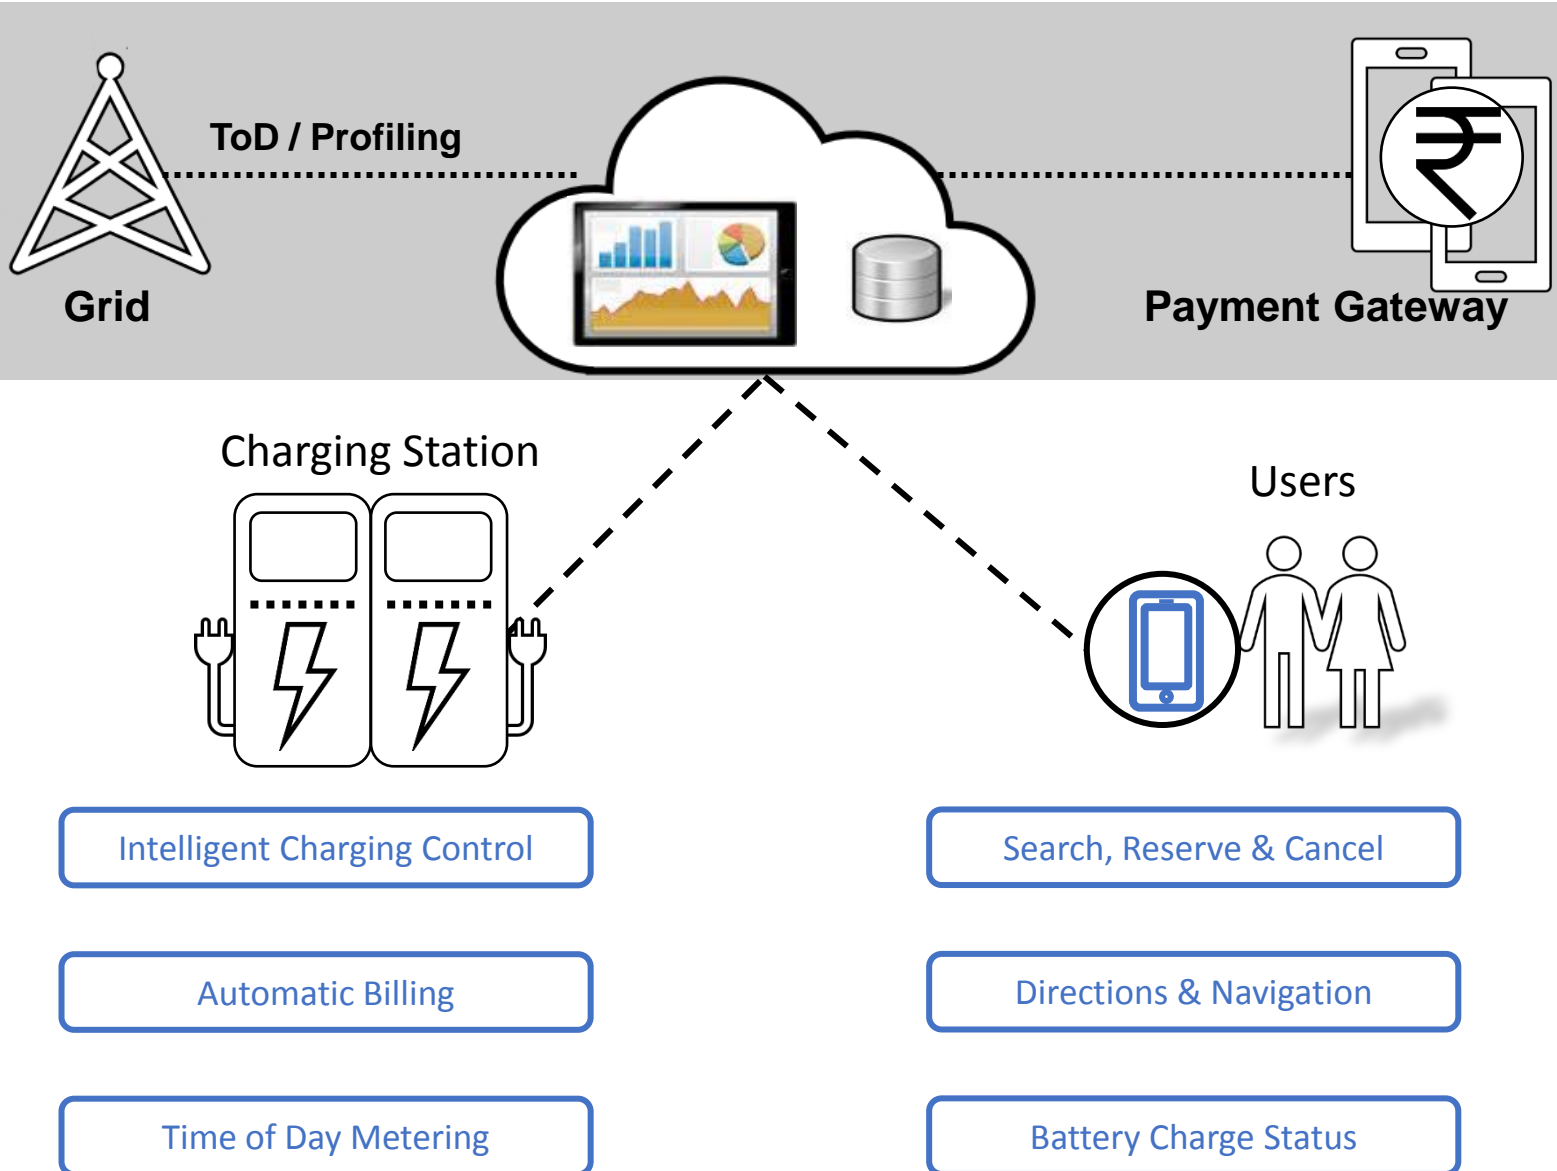 ToD / Profiling
₹
Grid
Payment Gateway
Charging Station
Users
Intelligent Charging Control
Search, Reserve & Cancel
Automatic Billing
Directions & Navigation
Time of Day Metering
Battery Charge Status